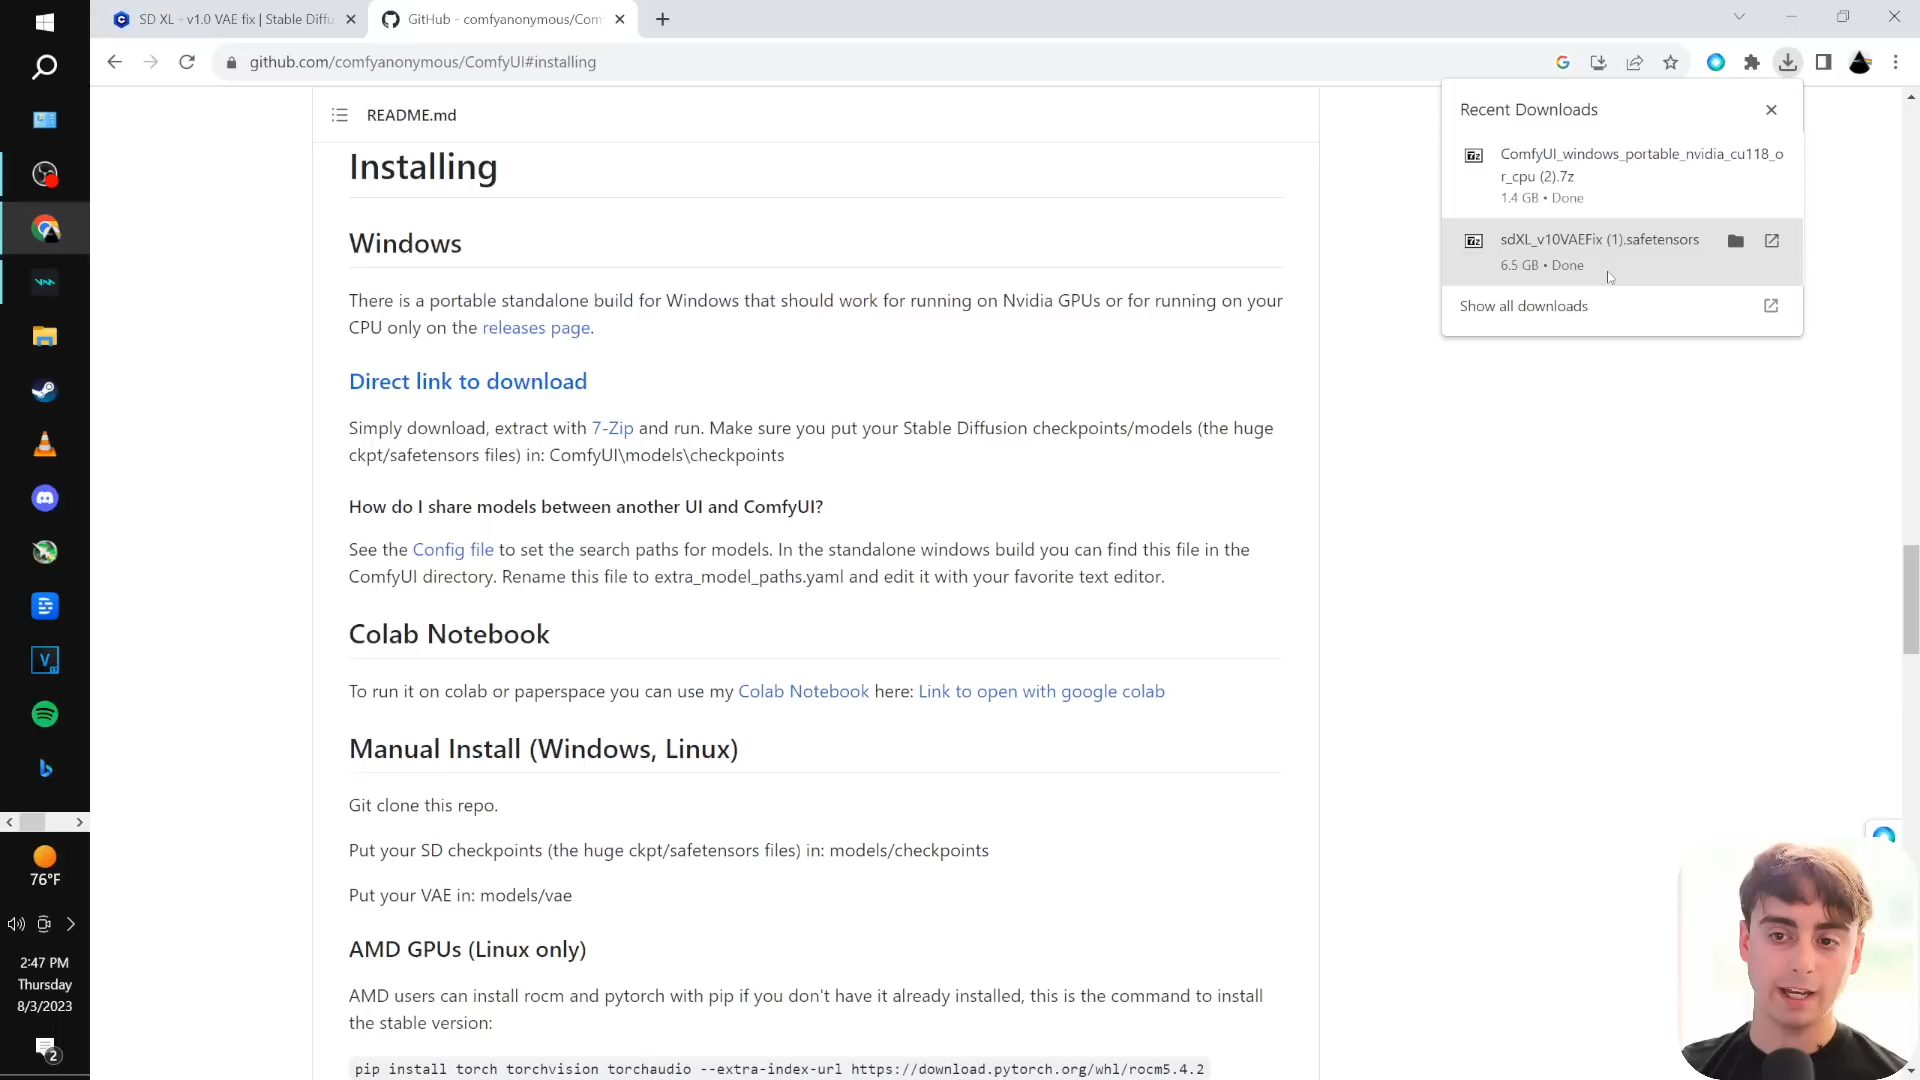 SD XL - v1.0 VAE fix | Stable Diffu
GitHub - comfyanonymous/Com
github.com/comfyanonymous/ComfyUI#installing
README.md
Installing
Windows
There is a portable standalone build for Windows that should work for running on Nvidia GPUs or for running on your
CPU only on the releases page.
Direct link to download
Simply download, extract with 7-Zip and run. Make sure you put your Stable Diffusion checkpoints/models (the huge
ckpt/safetensors files) in: ComfyUI\models\checkpoints
How do I share models between another UI and ComfyUI?
See the Config file to set the search paths for models. In the standalone windows build you can find this file in the
ComfyUI directory. Rename this file to extra_model_paths.yaml and edit it with your favorite text editor.
Colab Notebook
To run it on colab or paperspace you can use my Colab Notebook here: Link to open with google colab
Manual Install (Windows, Linux)
Git clone this repo.
Put your SD checkpoints (the huge ckpt/safetensors files) in: models/checkpoints
Put your VAE in: models/vae
AMD GPUs (Linux only)
AMD users can install rocm and pytorch with pip if you don't have it already installed, this is the command to install
the stable version:
pip install torch torchvision torchaudio --extra-index-url https://download.pytorch.org/whl/rocm5.4.2
Recent Downloads
7z
ComfyUI_windows_portable_nvidia_cu118_o
r_cpu (2).7z
1.4 GB • Done
7z
sdXL_v10VAEFix (1).safetensors
6.5 GB • Done
Show all downloads
76°F
2:47 PM
Thursday
8/3/2023
2